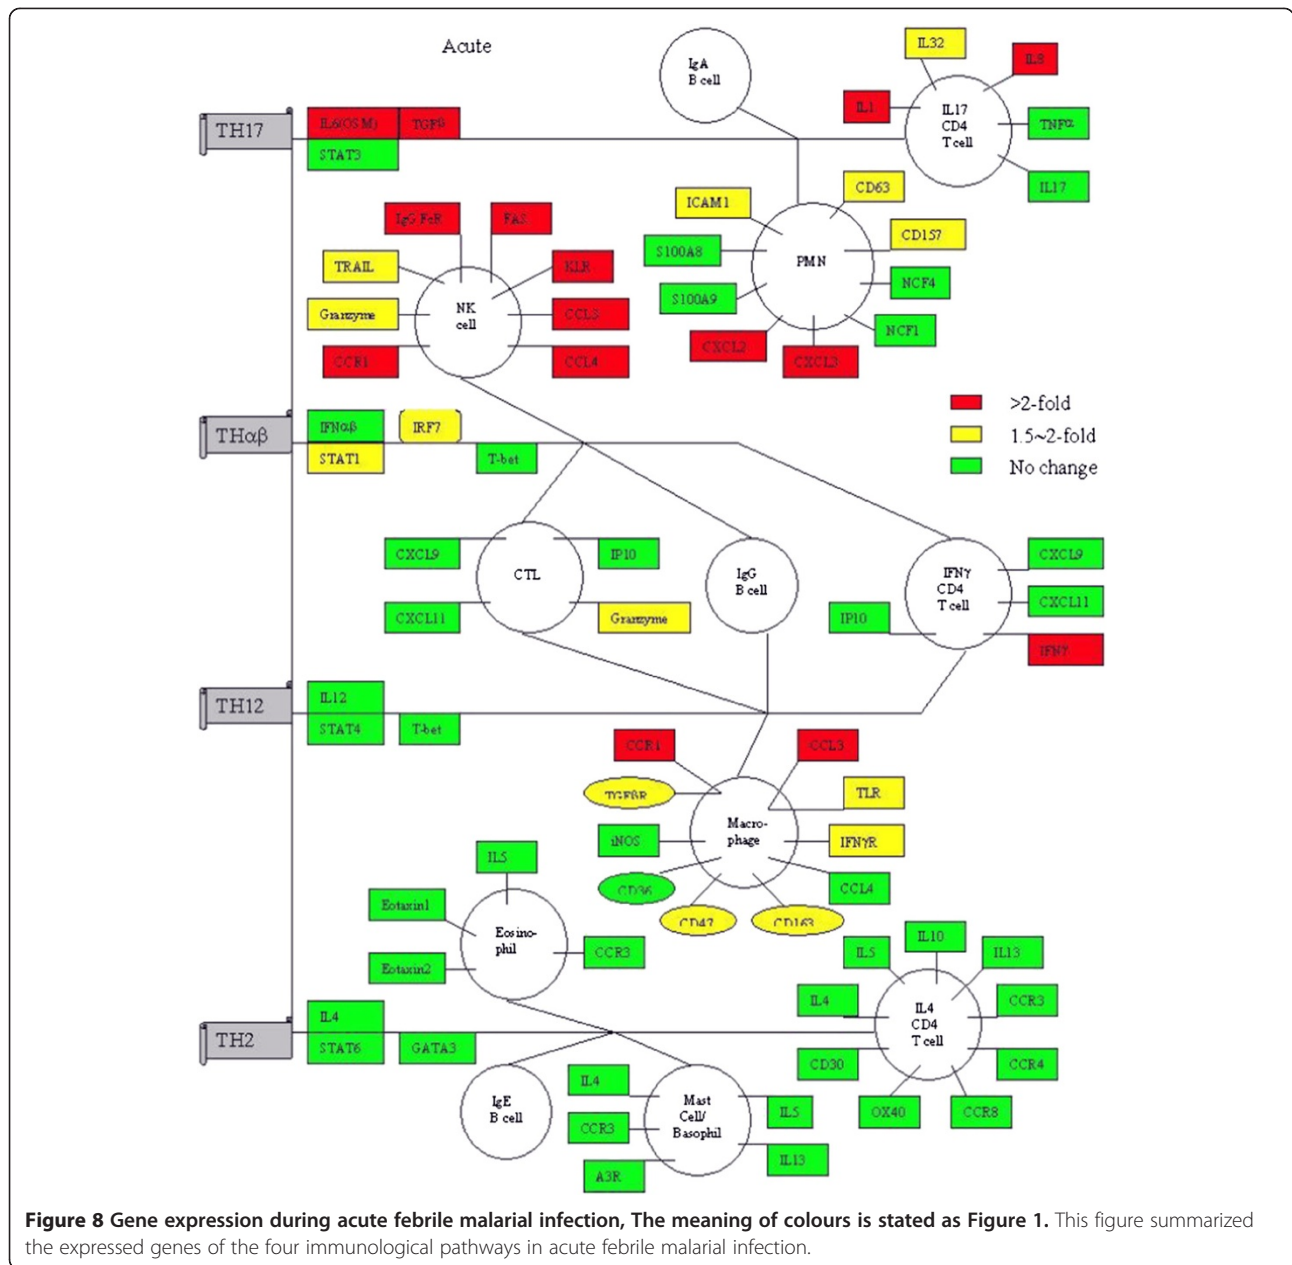 Acute
IgA
B cell
IL32
IL8
IL1
IL17
CD4
T cell
TNFα
IL17
TH17
IL6(OSM)
TGFβ
STAT3
ICAM1
CD63
S100A8
CD157
PMN
S100A9
NCF4
NCF1
CXCL2
CXCL3
IgG FcR
FAS
TRAIL
KLR
Granzyme
NK
cell
CCL3
CCR1
CCL4
>2-fold
1.5~2-fold
No change
THαβ
IFNαβ
IRF7
STAT1
T-bet
CXCL9
IP10
CTL
CXCL11
Granzyme
IgG
B cell
IFNγ
CD4
T cell
CXCL9
CXCL11
IP10
IFNγ
TH12
IL12
STAT4
T-bet
CCR1
CCL3
TGFβR
TLR
Macro-
phage
iNOS
IFNγR
CD36
CCL4
CD47
CD163
IL5
Eotaxin1
Eosino-
phil
Eotaxin2
CCR3
IL5
IL10
IL13
IL4
CCR3
IL4
CD4
T cell
CD30
CCR4
OX40
CCR8
TH2
IL4
STAT6
GATA3
IgE
B cell
IL4
Mast
Cell/
Basophil
CCR3
IL5
A3R
IL13
Figure 8 Gene expression during acute febrile malarial infection, The meaning of colours is stated as Figure 1. This figure summarized
the expressed genes of the four immunological pathways in acute febrile malarial infection.